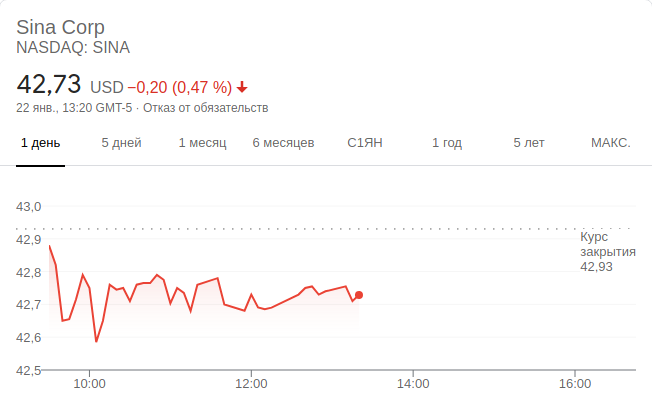 Sina Corp
NASDAQ: SINA
42,73 USD −0,20 (0,47 %)
22 янв., 13:20 GMT-5 · Отказ от обязательств
1 день 5 дней 1 месяц 6 месяцев С1ЯН 1 год 5 лет МАКС.
43,0
42,9
Курс
закрытия
42,93
42,8
42,7
42,6
42,5
10:00 12:00 14:00 16:00